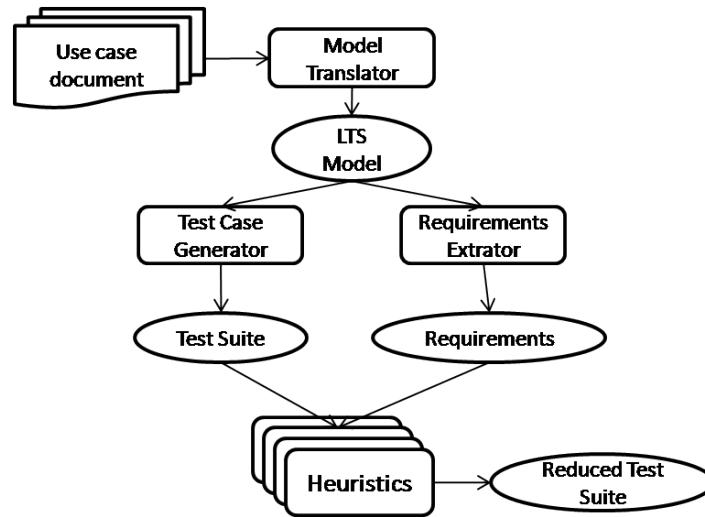 Use case
document
Model
Translator
LTS
Model
Test Case
Generator
Requirements
Extrator
Test Suite
Requirements
Heuristics
Reduced Test
Suite